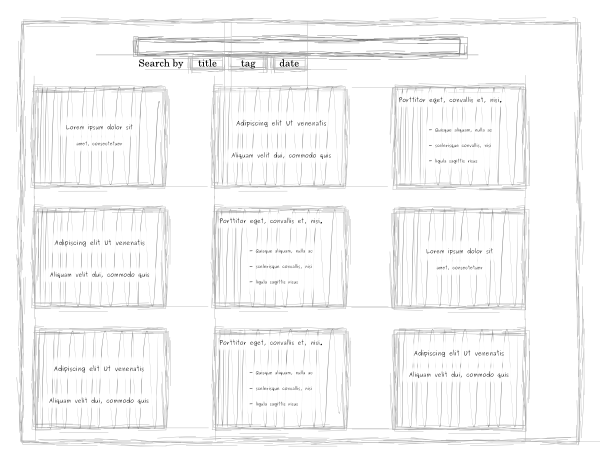 Search by title tag date
Lorem ipsum dolor sit
amet, consectetuer
Adipiscing elit Ut venenatis
Aliquam velit dui, commodo quis
Porttitor eget, convallis et, nisi.
- Quisque aliquam, nulla ac
- scelerisque convallis, nisi
- ligula sagittis risus
Adipiscing elit Ut venenatis
Aliquam velit dui, commodo quis
Porttitor eget, convallis et, nisi.
- Quisque aliquam, nulla ac
- scelerisque convallis, nisi
- ligula sagittis risus
Lorem ipsum dolor sit
amet, consectetuer
Adipiscing elit Ut venenatis
Aliquam velit dui, commodo quis
Porttitor eget, convallis et, nisi.
- Quisque aliquam, nulla ac
- scelerisque convallis, nisi
- ligula sagittis risus
Adipiscing elit Ut venenatis
Aliquam velit dui, commodo quis